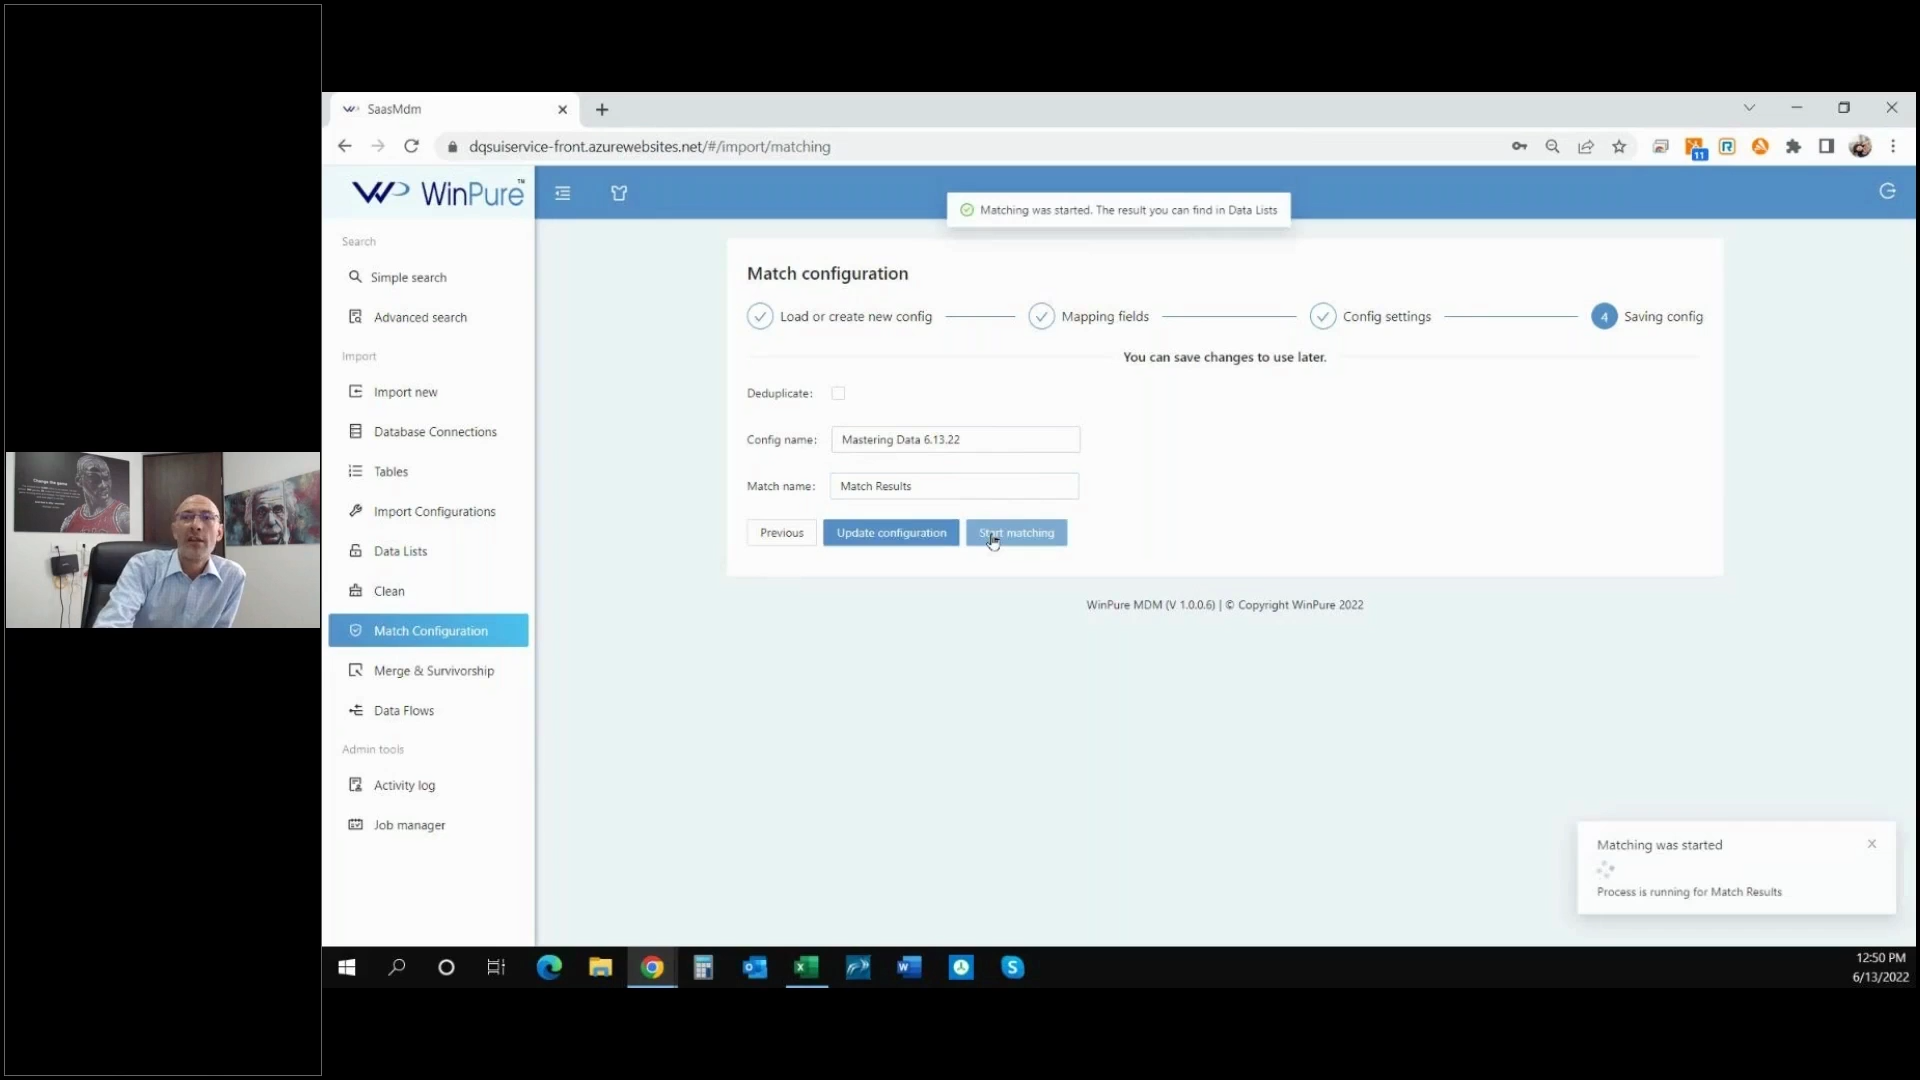 SaasMdm
dqsuiservice-front.azurewebsites.net/#/import/matching
11
WinPure™
Matching was started. The result you can find in Data Lists
Search
Simple search
Advanced search
Import
Import new
Database Connections
Tables
Import Configurations
Data Lists
Clean
Match Configuration
Merge & Survivorship
Data Flows
Admin tools
Activity log
Job manager
Match configuration
Load or create new config
Mapping fields
Config settings
4 Saving config
You can save changes to use later.
Deduplicate:
Config name: Mastering Data 6.13.22
Match name: Match Results
Previous Update configuration Start matching
WinPure MDM (V 1.0.0.6) | © Copyright WinPure 2022
Matching was started
Process is running for Match Results
Change the game
12:50 PM
6/13/2022